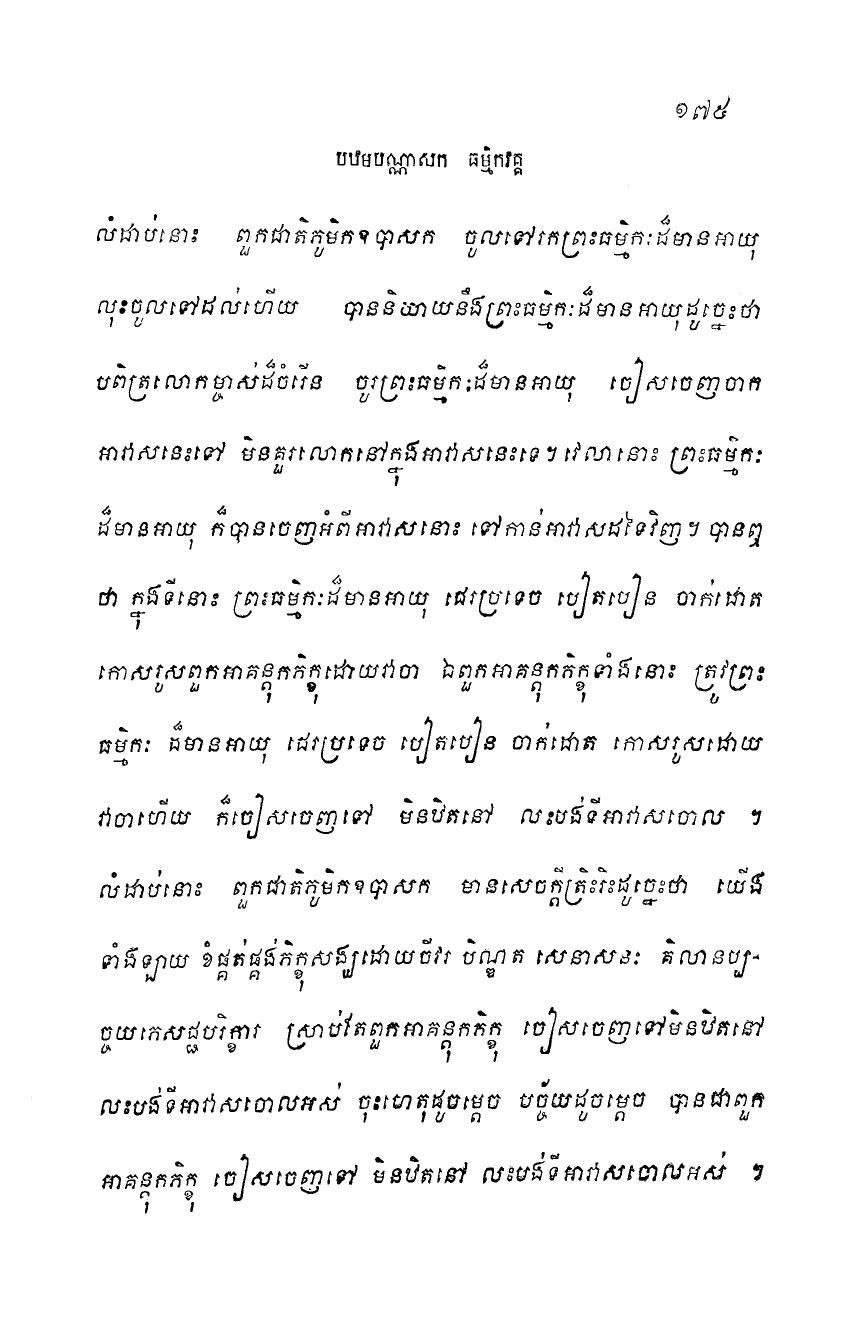 ១៧៥
បឋមបណ្ណាសក ធម្មិកវគ្គ
លំដាប់នោះ ពួកជាតិភូមិកឧបាសក ចូលទៅរកព្រះធម្មិកៈដ៏មានអាយុ
លុះចូលទៅដល់ហើយ បាននិយាយនឹងព្រះធម្មិកៈដ៏មានអាយុដូច្នេះថា
បពិត្រលោកម្ចាស់ដ៏ចំរើន ចូរព្រះធម្មិកៈដ៏មានអាយុ ចៀសចេញចាក
អាវាសនេះទៅ មិនគួរលោកនៅក្នុងអាវាសនេះទេ។ វេលានោះ ព្រះធម្មិកៈ
ដ៏មានអាយុ ក៏បានចេញអំពីអាវាសនោះ ទៅកាន់អាវាសដទៃវិញ។ បានឮ
ថា ក្នុងទីនោះ ព្រះធម្មិកៈដ៏មានអាយុ ជេរប្រទេច បៀតបៀន ចាក់ដោត
កោសរូសពួកអាគន្តុកភិក្ខុដោយវាចា ឯពួកអាគន្តុកភិក្ខុទាំងនោះ ត្រូវព្រះ
ធម្មិកៈ ដ៏មានអាយុ ជេរប្រទេច បៀតបៀន ចាក់ដោត កោសរូសដោយ
វាចាហើយ ក៏ចៀសចេញទៅ មិនឋិតនៅ លះបង់ទីអាវាសចោល ។
លំដាប់នោះ ពួកជាតិភូមិកឧបាសក មានសេចក្តីត្រិះរិះដូច្នេះថា យើង
ទាំងឡាយ ខំផ្គត់ផ្គង់ភិក្ខុសង្ឃដោយចីវរ បិណ្ឌត សេនាសនះ គិលានប្ប-
ច្ចយភេសជ្ជបរិក្ខារ ស្រាប់តែពួកអាគន្តុកភិក្ខុ ចៀសចេញទៅមិនឋិតនៅ
លះបង់ទីអាវាសចោលអស់ ចុះហេតុដូចម្តេច បច្ច័យដូចម្តេច បានជាពួក
អាគន្តុកភិក្ខុ ចៀសចេញទៅ មិនឋិតនៅ លះបង់ទីអាវាសចោលអស់ ។